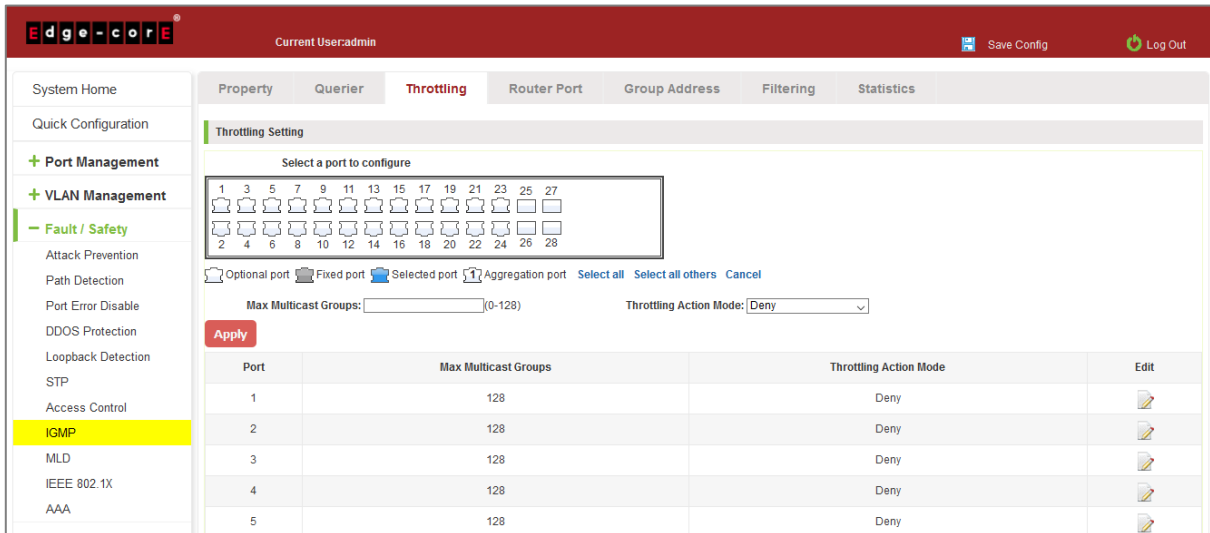 Edge-corE®
Current User:admin
Save Config
Log Out
System Home
Quick Configuration
+ Port Management
+ VLAN Management
− Fault / Safety
Attack Prevention
Path Detection
Port Error Disable
DDOS Protection
Loopback Detection
STP
Access Control
IGMP
MLD
IEEE 802.1X
AAA
Property Querier Throttling Router Port Group Address Filtering Statistics
Throttling Setting
Select a port to configure
1 3 5 7 9 11 13 15 17 19 21 23 25 27
2 4 6 8 10 12 14 16 18 20 22 24 26 28
Optional port Fixed port Selected port 1 Aggregation port Select all Select all others Cancel
Max Multicast Groups: (0-128) Throttling Action Mode: Deny
Apply
Port Max Multicast Groups Throttling Action Mode Edit
1 128 Deny
2 128 Deny
3 128 Deny
4 128 Deny
5 128 Deny